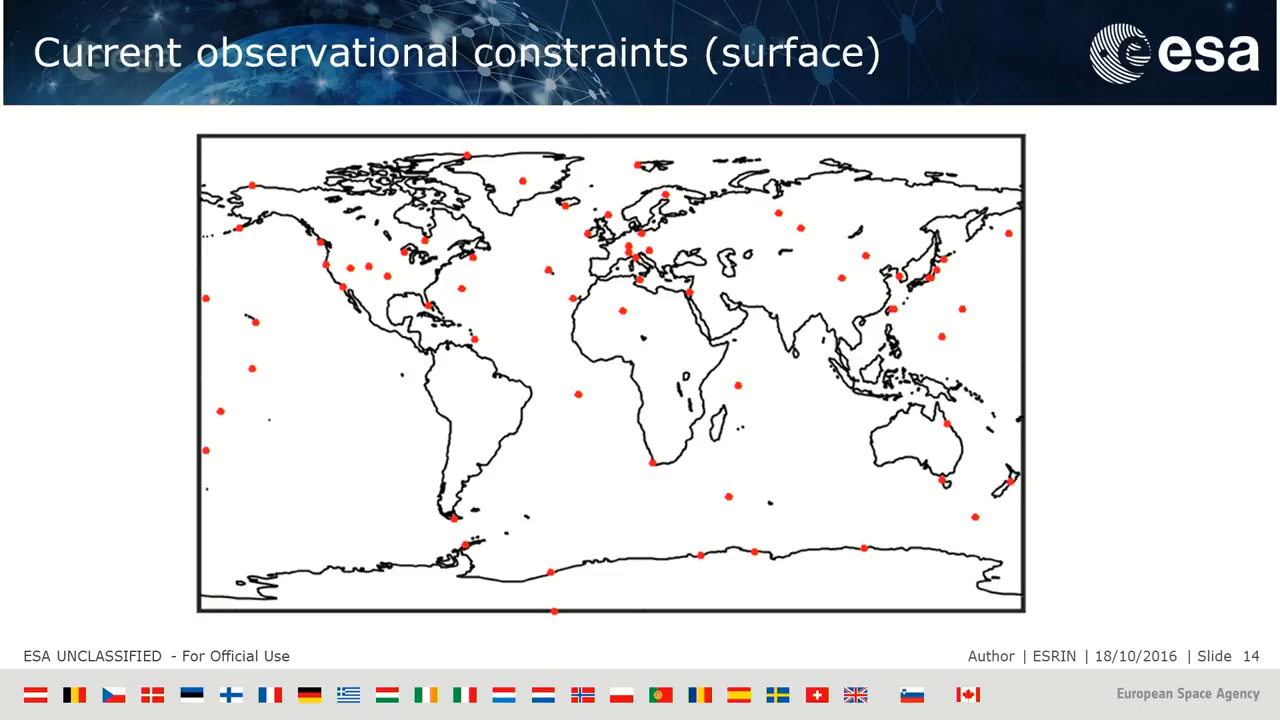 Current observational constraints (surface)
esa
ESA UNCLASSIFIED - For Official Use
Author | ESRIN | 18/10/2016 | Slide 14
European Space Agency